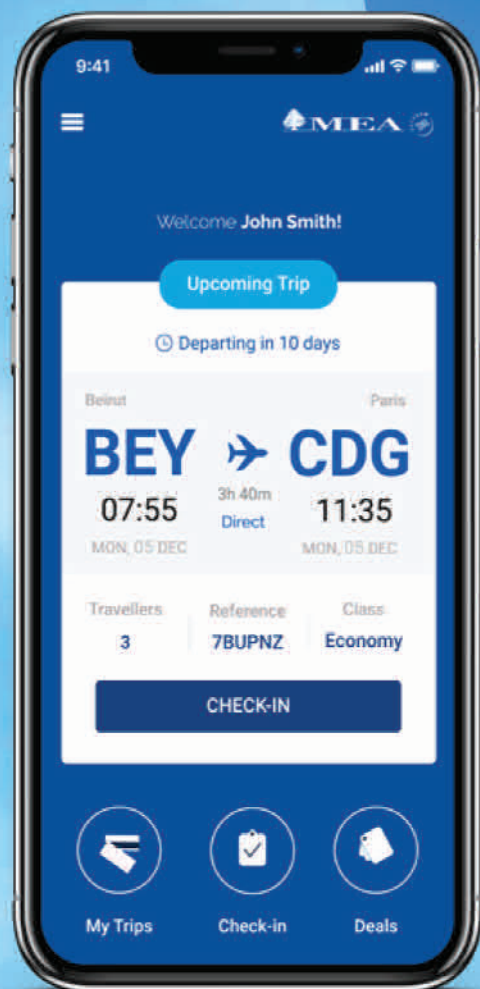 9:41
MEA
Welcome John Smith!
Upcoming Trip
Departing in 10 days
Beirut Paris
BEY CDG
07:55 3h 40m 11:35
Direct
MON, 05 DEC MON, 05 DEC
Travellers Reference Class
3 7BUPNZ Economy
CHECK-IN
My Trips Check-in Deals